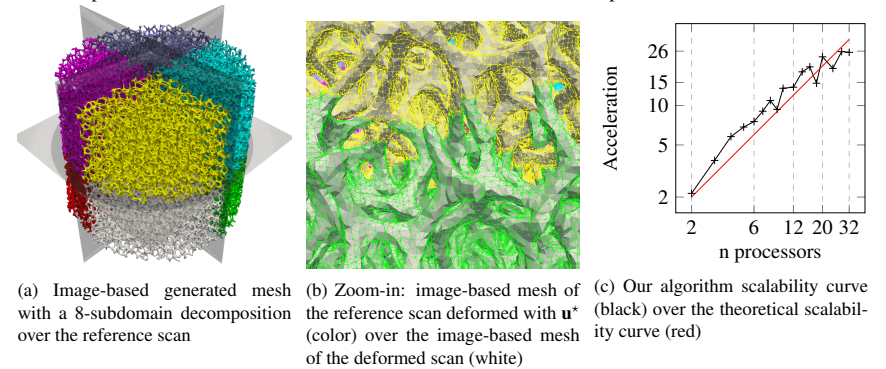 26
15
10
5
2
Acceleration
2 6 12 20 32
n processors
(a) Image-based generated mesh
with a 8-subdomain decomposition
over the reference scan
(b) Zoom-in: image-based mesh of
the reference scan deformed with u*
(color) over the image-based mesh
of the deformed scan (white)
(c) Our algorithm scalability curve
(black) over the theoretical scalabil-
ity curve (red)